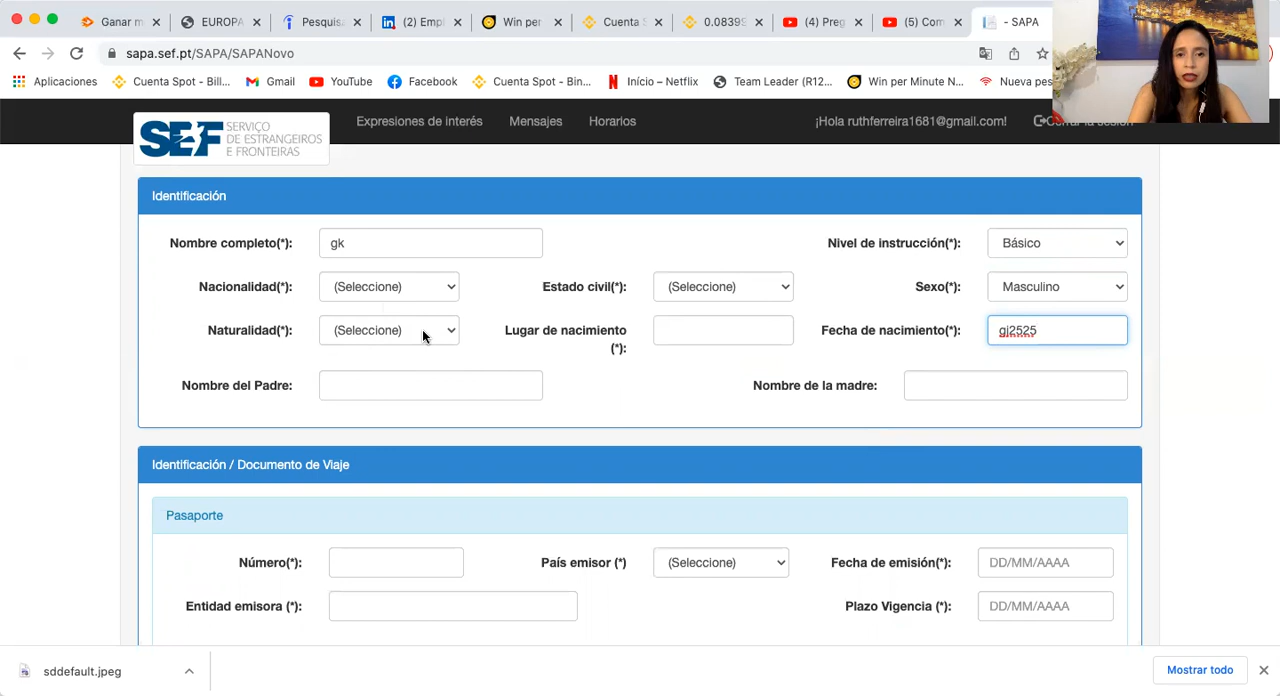 Ganar m
EUROPA
Pesquisa
(2) Empl
Win per
Cuenta S
0.08399
(4) Preg
(5) Com
- SAPA
sapa.sef.pt/SAPA/SAPANovo
Aplicaciones
Cuenta Spot - Bill...
Gmail
YouTube
Facebook
Cuenta Spot - Bin...
Início – Netflix
Team Leader (R12...
Win per Minute N...
Nueva pes
SEF SERVIÇO
DE ESTRANGEIROS
E FRONTEIRAS
Expresiones de interés
Mensajes
Horarios
¡Hola ruthferreira1681@gmail.com!
Cerrar la sesión
Identificación
Nombre completo(*):
gk
Nivel de instrucción(*):
Básico
Nacionalidad(*):
(Seleccione)
Estado civil(*):
(Seleccione)
Sexo(*):
Masculino
Naturalidad(*):
(Seleccione)
Lugar de nacimiento
(*):
Fecha de nacimiento(*):
gj2525
Nombre del Padre:
Nombre de la madre:
Identificación / Documento de Viaje
Pasaporte
Número(*):
País emisor (*)
(Seleccione)
Fecha de emisión(*):
DD/MM/AAAA
Entidad emisora (*):
Plazo Vigencia (*):
DD/MM/AAAA
sddefault.jpeg
Mostrar todo